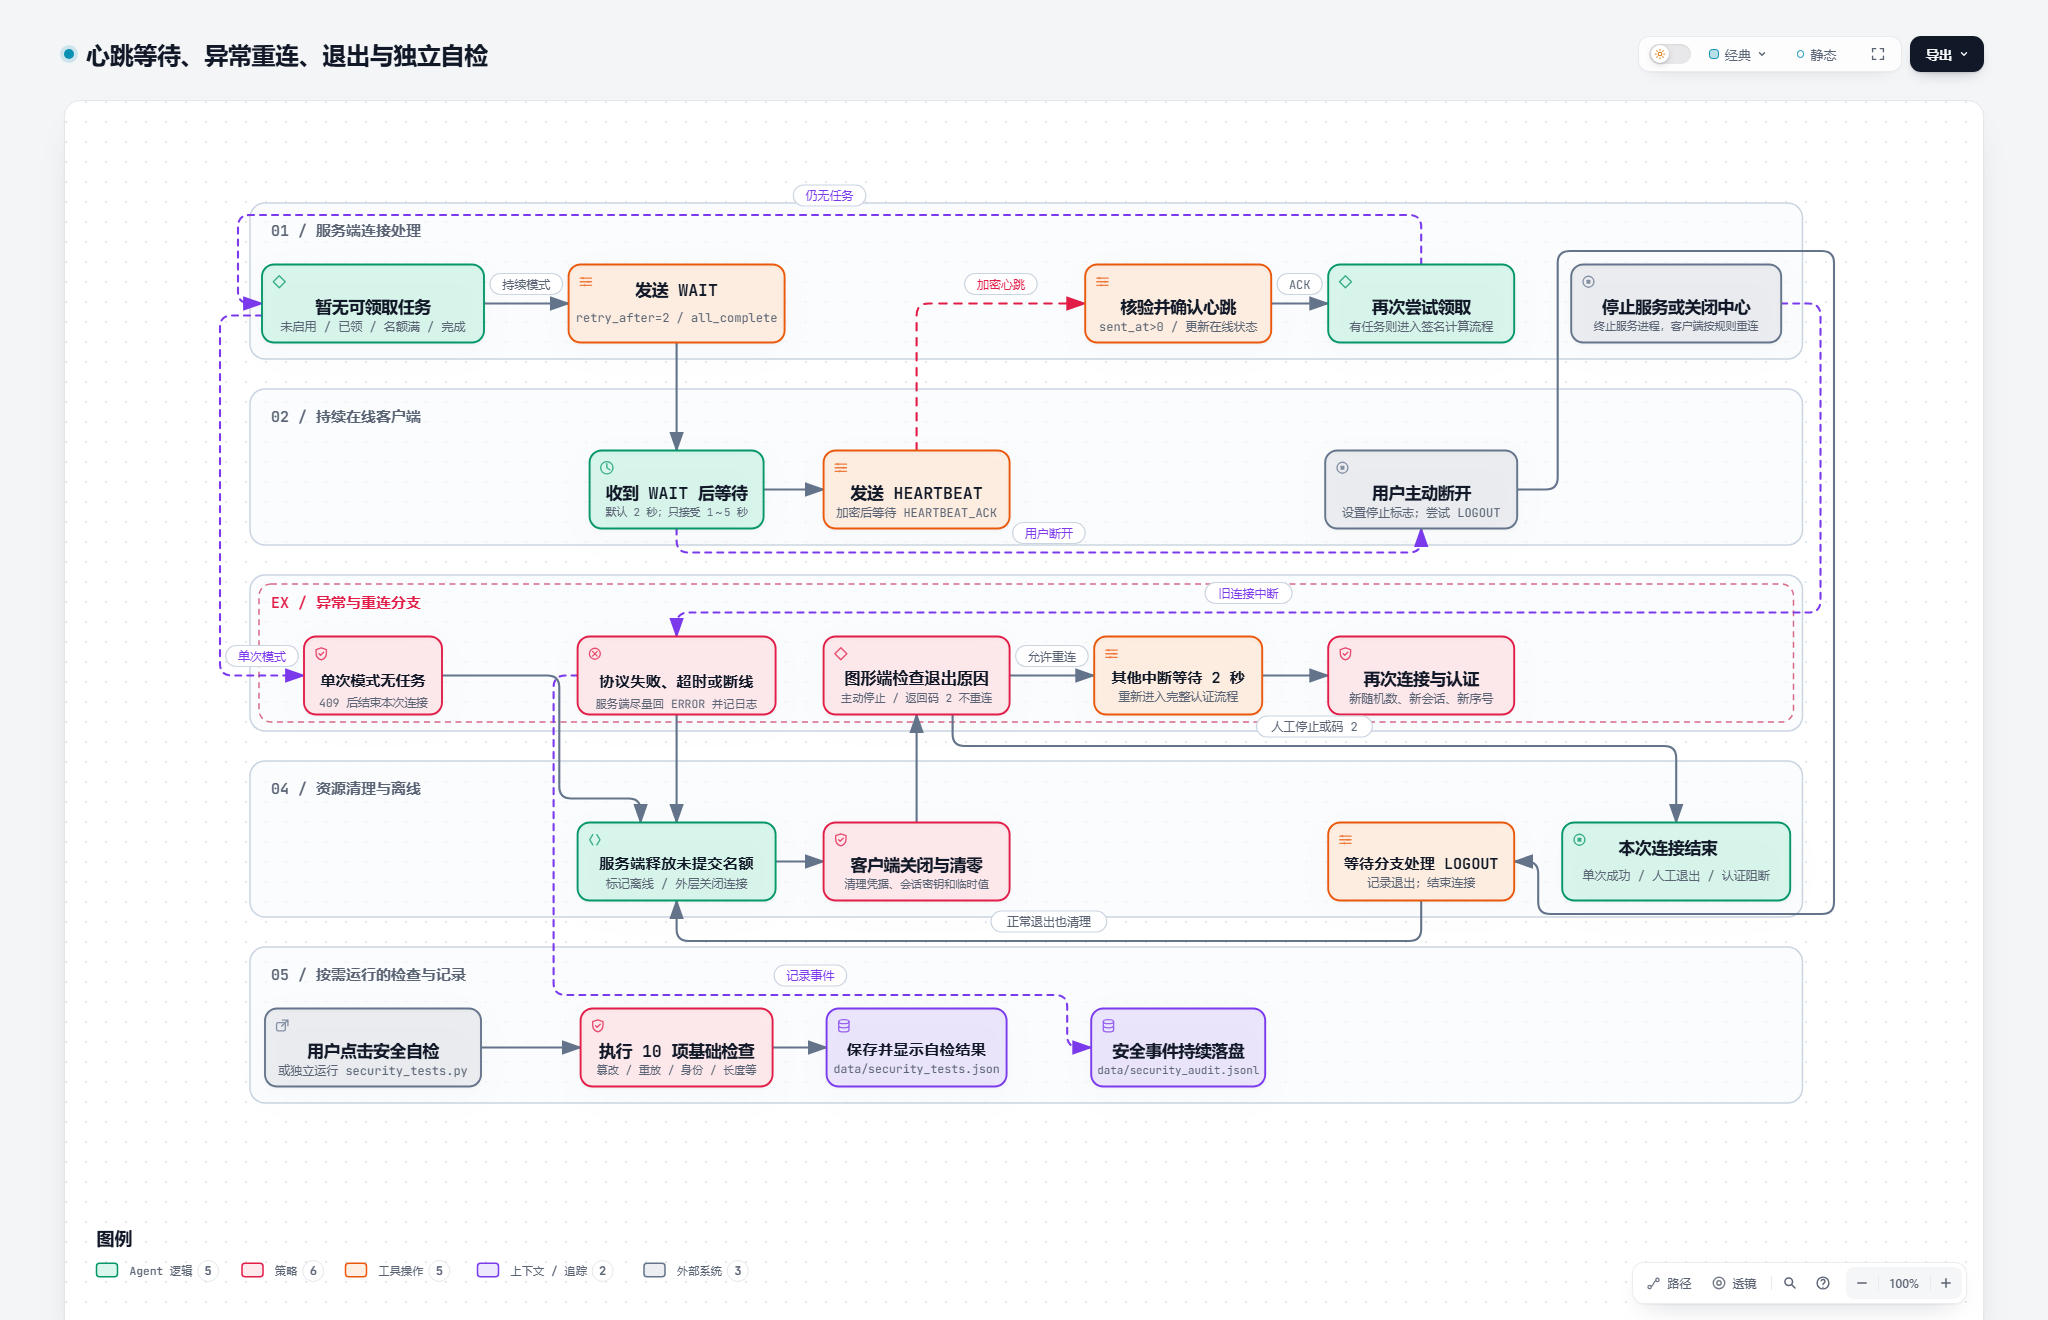 心跳等待、异常重连、退出与独立自检
经典
静态
导出
仍无任务
01 / 服务端连接处理
暂无可领取任务
未启用 / 已领 / 名额满 / 完成
持续模式
发送 WAIT
retry_after=2 / all_complete
加密心跳
核验并确认心跳
sent_at>0 / 更新在线状态
ACK
再次尝试领取
有任务则进入签名计算流程
停止服务或关闭中心
终止服务进程，客户端按规则重连
02 / 持续在线客户端
收到 WAIT 后等待
默认 2 秒；只接受 1~5 秒
发送 HEARTBEAT
加密后等待 HEARTBEAT_ACK
用户断开
用户主动断开
设置停止标志；尝试 LOGOUT
EX / 异常与重连分支
旧连接中断
单次模式
单次模式无任务
409 后结束本次连接
协议失败、超时或断线
服务端尽量回 ERROR 并记日志
图形端检查退出原因
主动停止 / 返回码 2 不重连
允许重连
其他中断等待 2 秒
重新进入完整认证流程
再次连接与认证
新随机数、新会话、新序号
人工停止或码 2
04 / 资源清理与离线
服务端释放未提交名额
标记离线 / 外层关闭连接
客户端关闭与清零
清理凭据、会话密钥和临时值
等待分支处理 LOGOUT
记录退出；结束连接
本次连接结束
单次成功 / 人工退出 / 认证阻断
正常退出也清理
05 / 按需运行的检查与记录
记录事件
用户点击安全自检
或独立运行 security_tests.py
执行 10 项基础检查
篡改 / 重放 / 身份 / 长度等
保存并显示自检结果
data/security_tests.json
安全事件持续落盘
data/security_audit.jsonl
图例
Agent 逻辑 5
策略 6
工具操作 5
上下文 / 追踪 2
外部系统 3
路径
透镜
100%